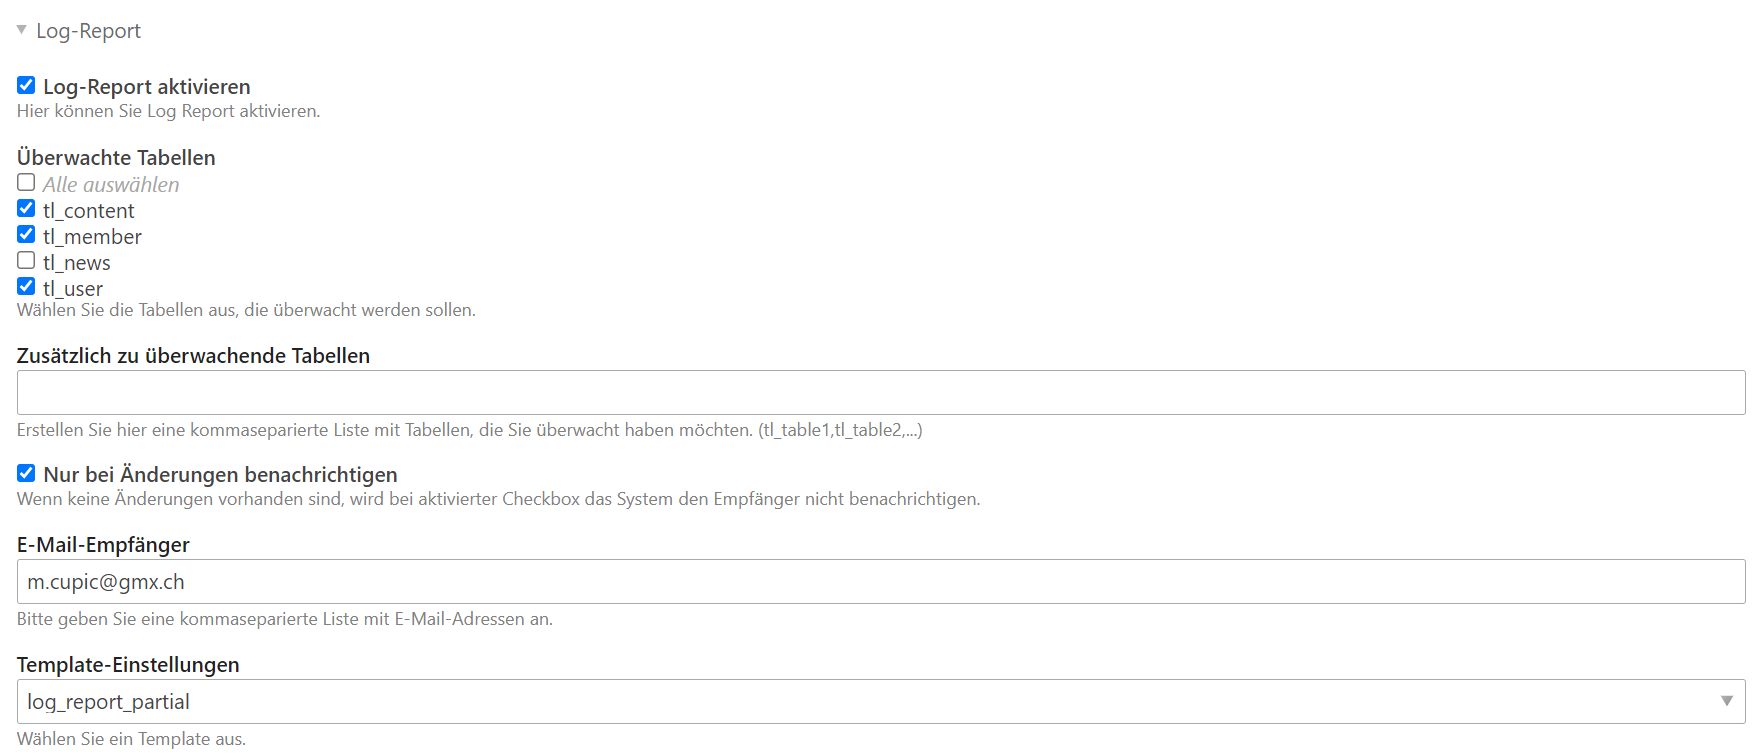 Log-Report
Log-Report aktivieren
Hier können Sie Log Report aktivieren.
Überwachte Tabellen
Alle auswählen
tl_content
tl_member
tl_news
tl_user
Wählen Sie die Tabellen aus, die überwacht werden sollen.
Zusätzlich zu überwachende Tabellen
Erstellen Sie hier eine kommaseparierte Liste mit Tabellen, die Sie überwacht haben möchten. (tl_table1,tl_table2,...)
Nur bei Änderungen benachrichtigen
Wenn keine Änderungen vorhanden sind, wird bei aktivierter Checkbox das System den Empfänger nicht benachrichtigen.
E-Mail-Empfänger
m.cupic@gmx.ch
Bitte geben Sie eine kommaseparierte Liste mit E-Mail-Adressen an.
Template-Einstellungen
log_report_partial
Wählen Sie ein Template aus.